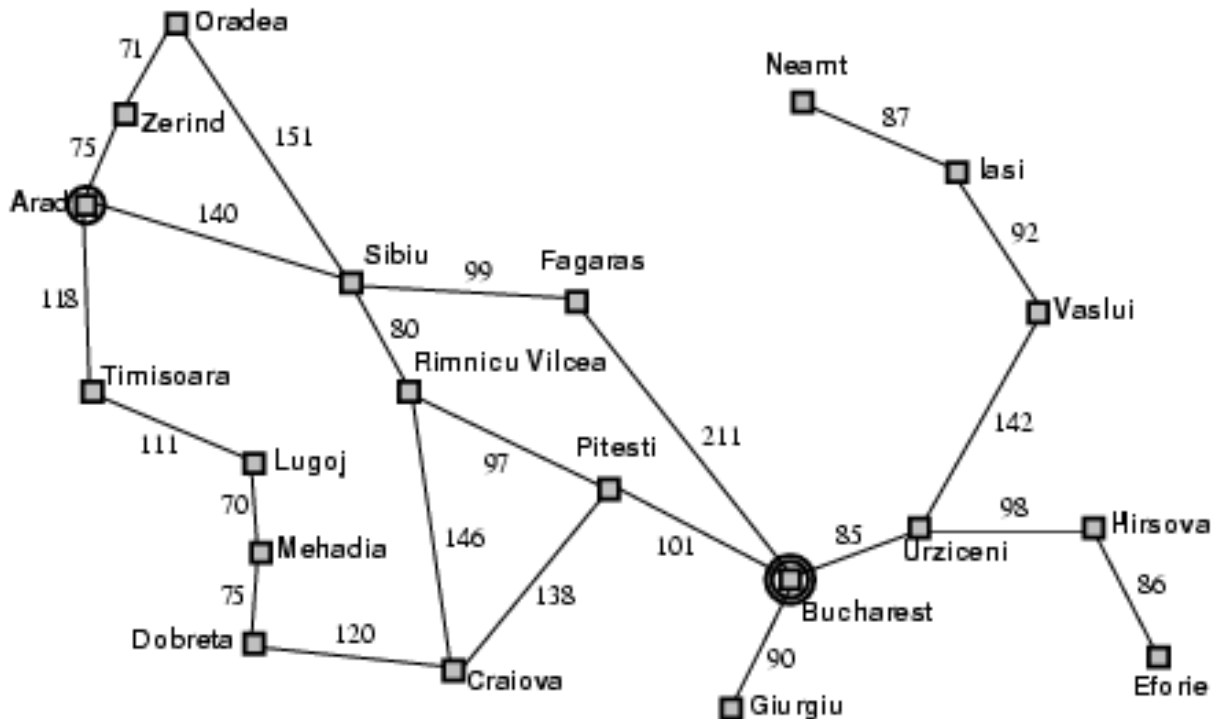 Oradea
71
Neamt
Zerind
87
151
75
Iasi
Arad
140
92
Sibiu
Fagaras
99
118
Vaslui
80
Rimnicu Vilcea
Timisoara
142
211
111
Pitesti
Lugoj
97
70
98
Hirsova
146
101
85
Urziceni
Mehadia
86
75
138
Bucharest
Dobreta
120
90
Craiova
Eforie
Giurgiu